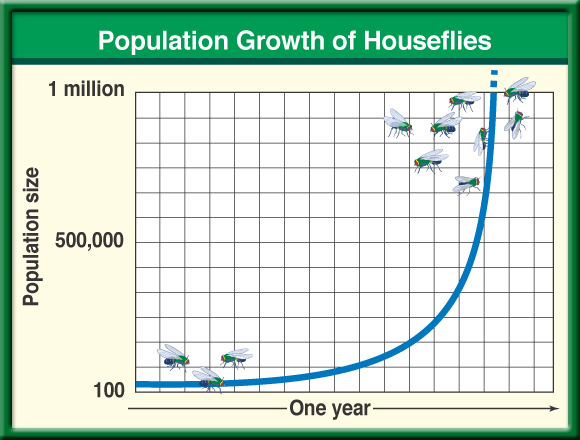 Population Growth of Houseflies
1 million
500,000
100
Population size
One year